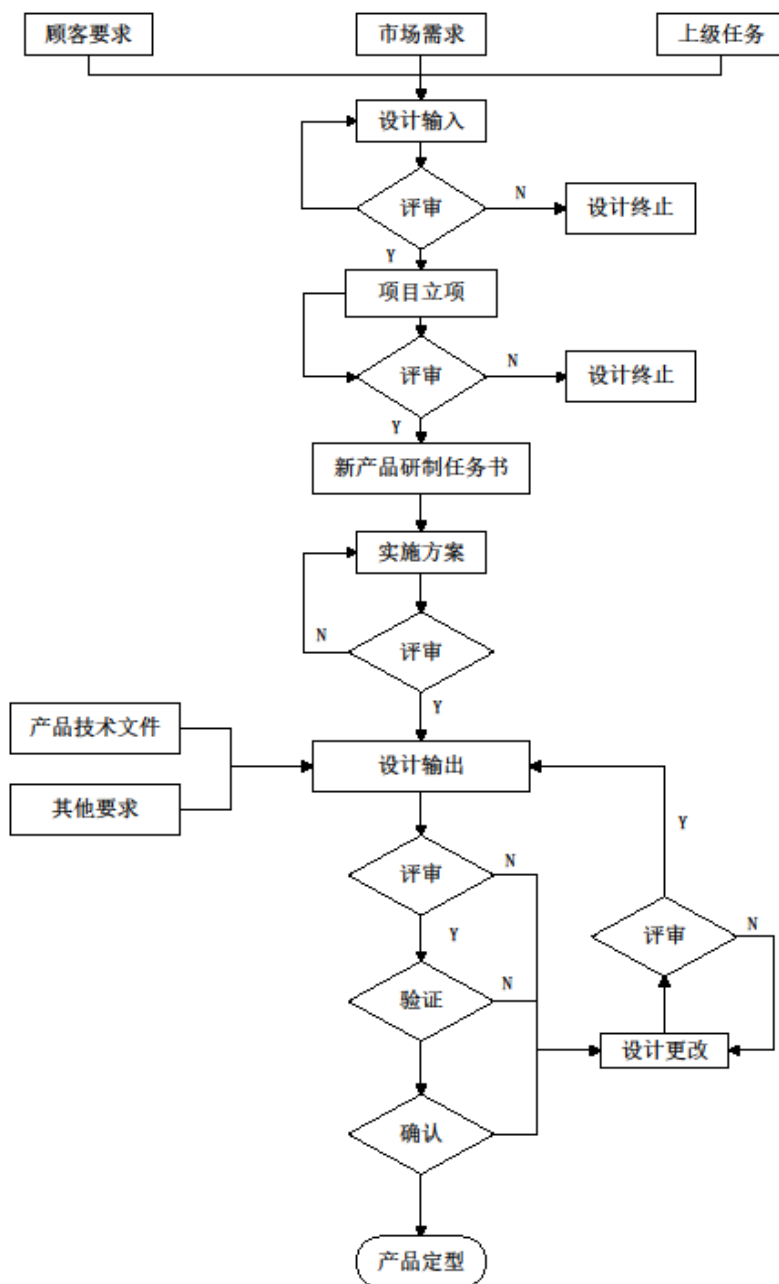 顾客要求
市场需求
上级任务
设计输入
评审
N
设计终止
Y
项目立项
评审
N
设计终止
Y
新产品研制任务书
实施方案
N
评审
Y
产品技术文件
设计输出
其他要求
Y
评审
N
评审
N
Y
验证
N
设计更改
确认
产品定型